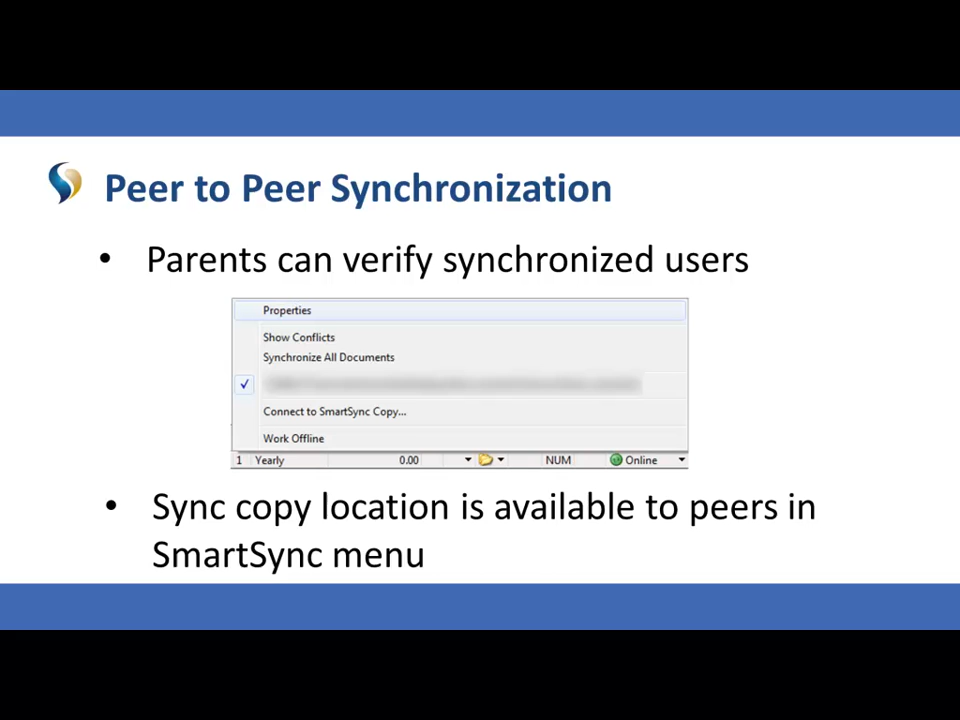 Peer to Peer Synchronization
• Parents can verify synchronized users
Properties
Show Conflicts
Synchronize All Documents
Connect to SmartSync Copy...
Work Offline
1 Yearly 0.00 NUM Online
• Sync copy location is available to peers in
SmartSync menu